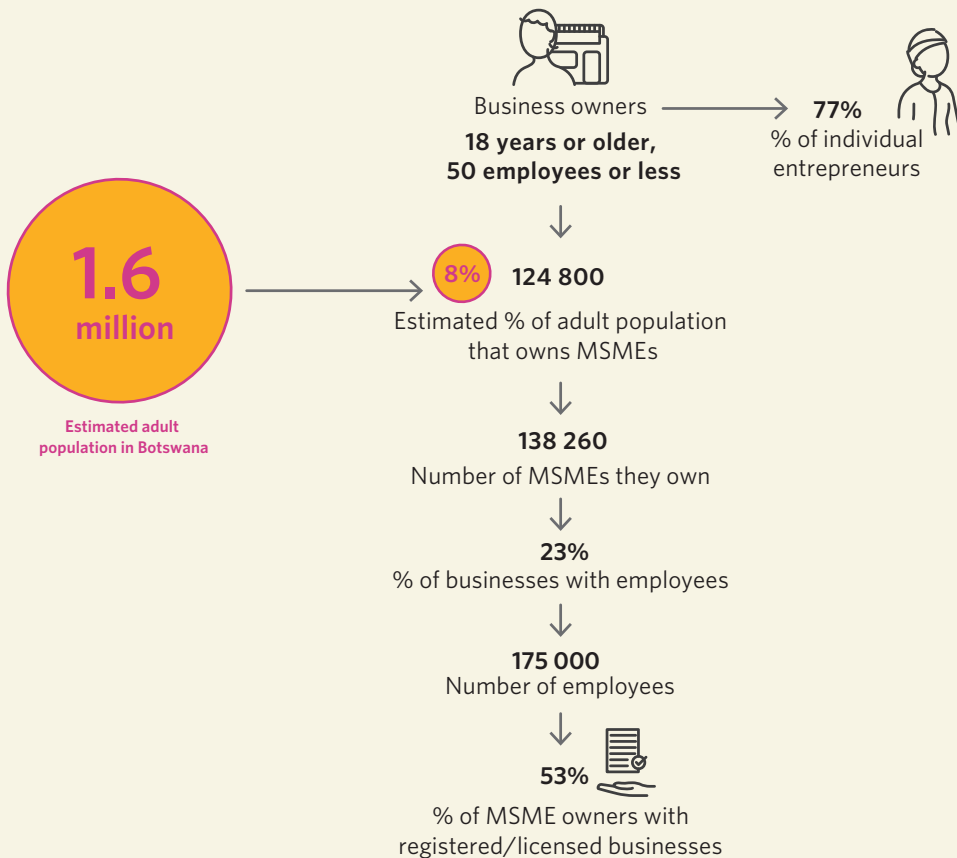 Business owners
18 years or older,
50 employees or less
77%
% of individual
entrepreneurs
1.6
million
Estimated adult
population in Botswana
8%
124 800
Estimated % of adult population
that owns MSMEs
138 260
Number of MSMEs they own
23%
% of businesses with employees
175 000
Number of employees
53%
% of MSME owners with
registered/licensed businesses